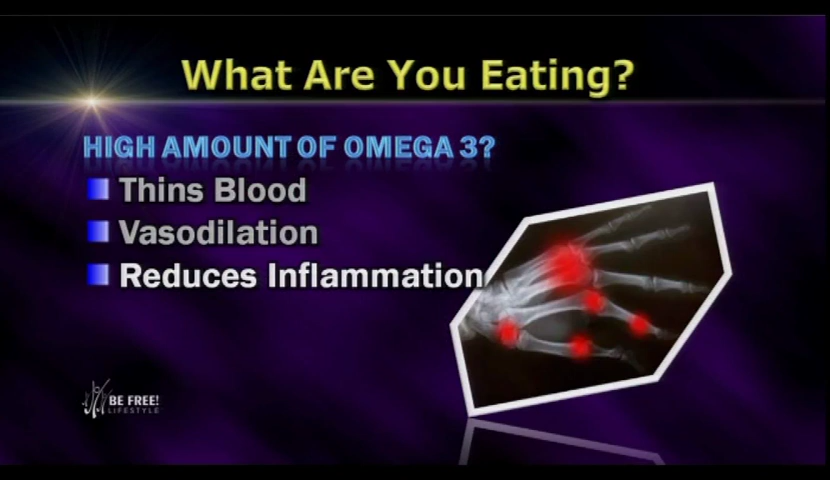 What Are You Eating?
HIGH AMOUNT OF OMEGA 3?
Thins Blood
Vasodilation
Reduces Inflammation
BE FREE!
LIFESTYLE